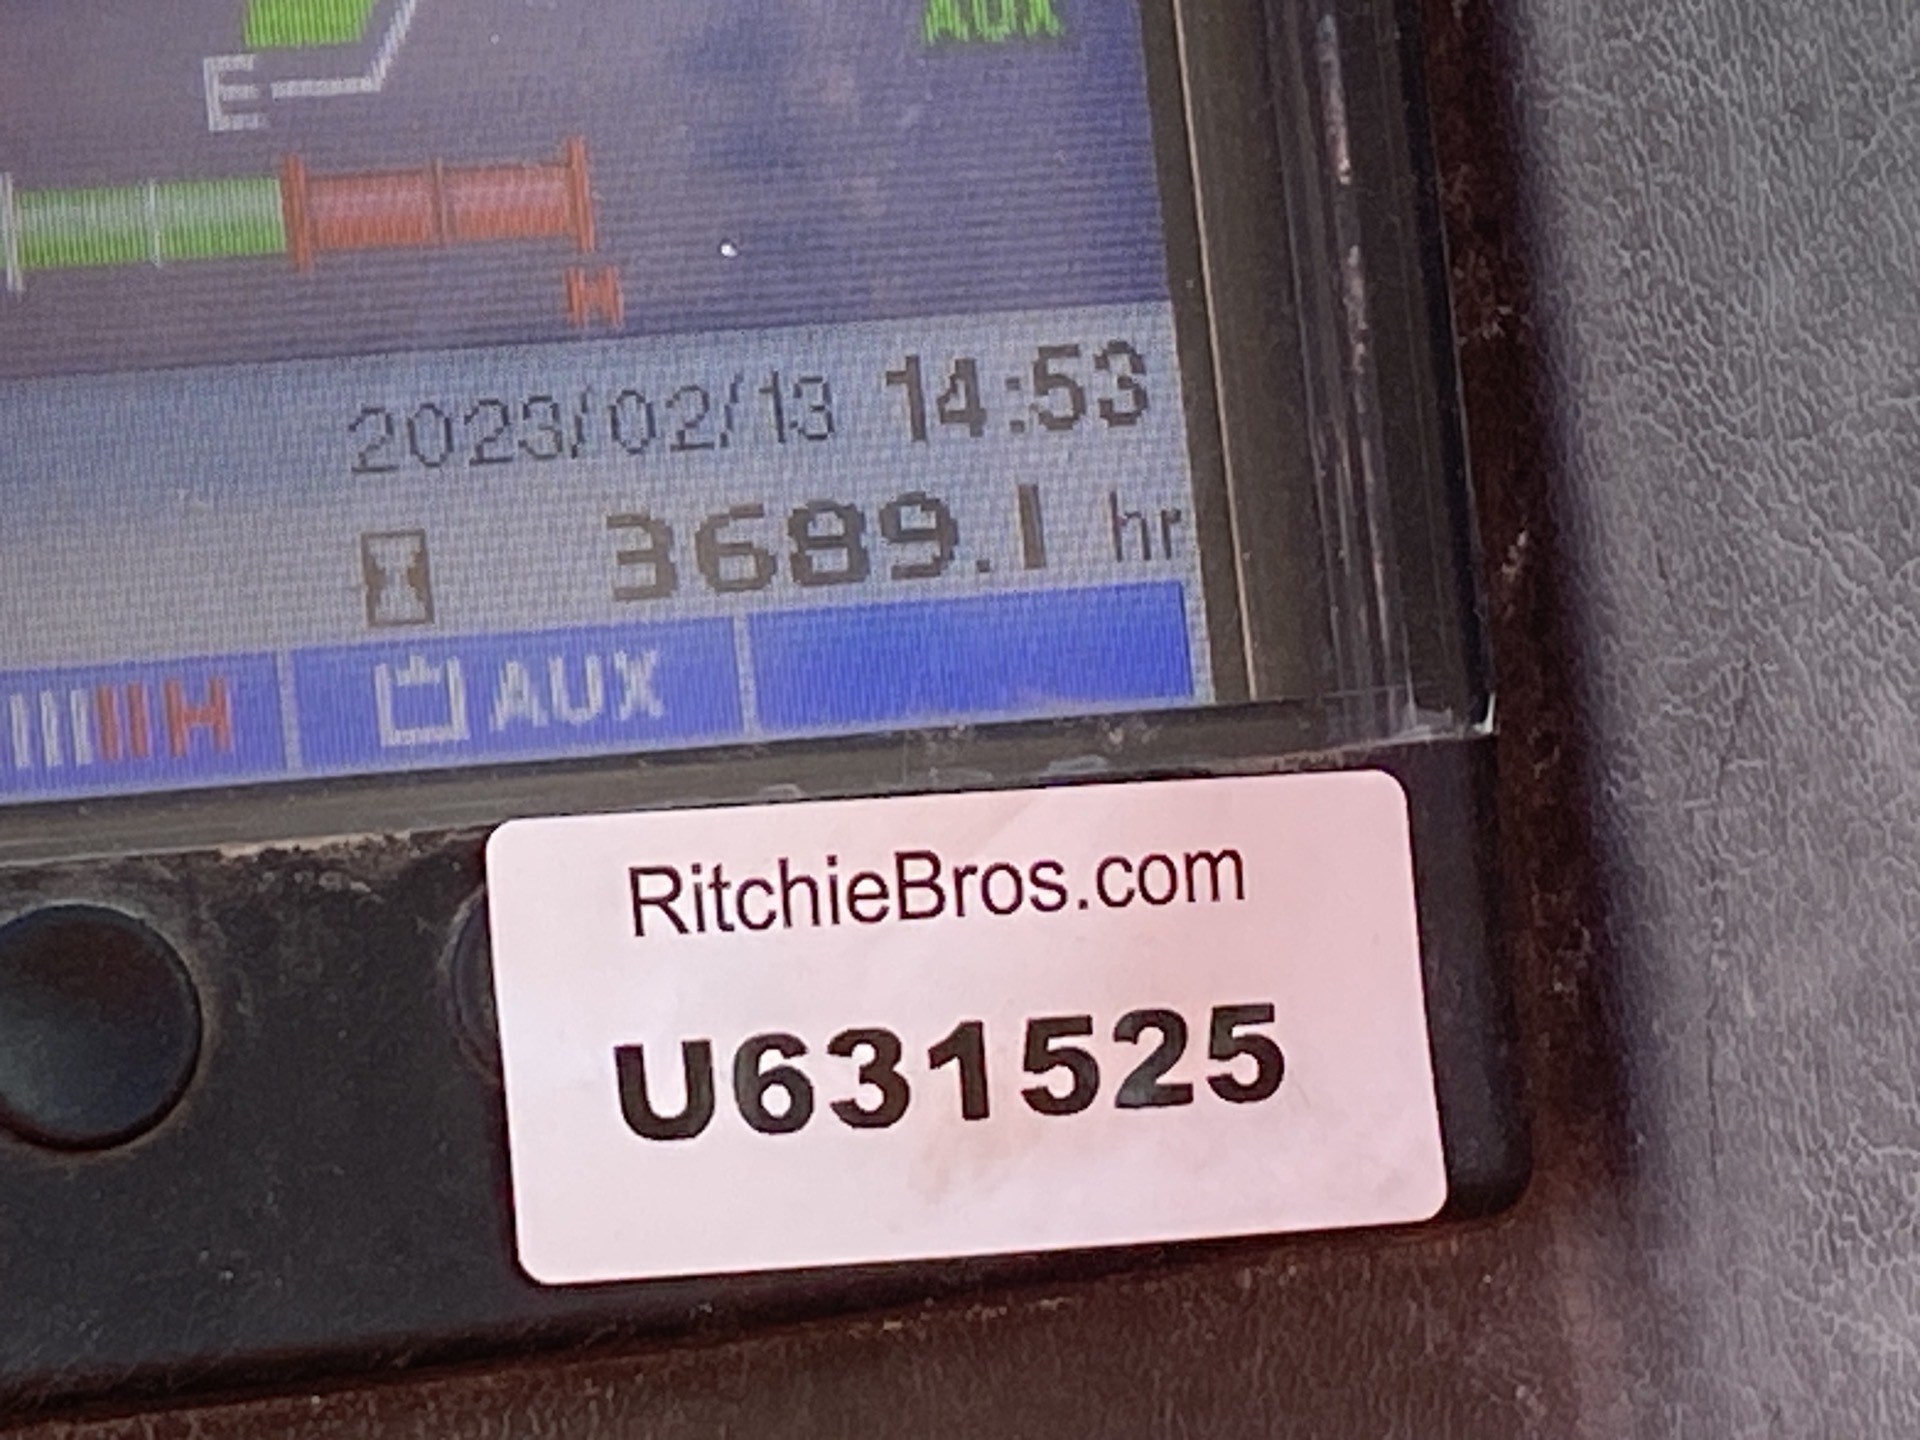 AUX
E
H
2023/02/13 14:53
3689.1 hr
H AUX
RitchieBros.com
U631525